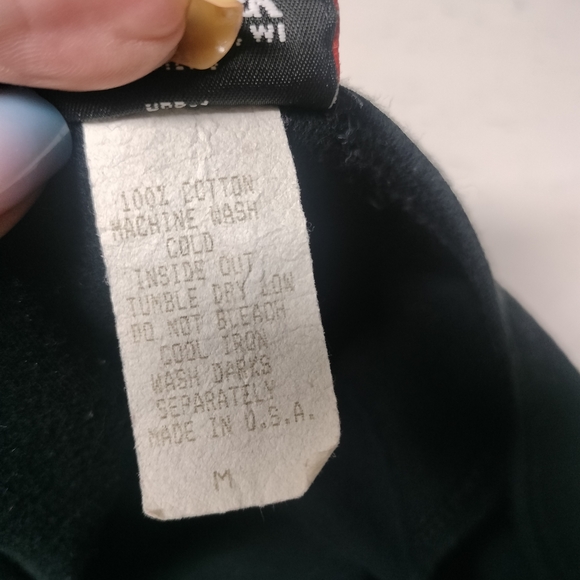 , WI
100% COTTON
MACHINE WASH
COLD
INSIDE OUT
TUMBLE DRY LOW
DO NOT BLEACH
COOL IRON
WASH DARKS
SEPARATELY
MADE IN U.S.A.
M